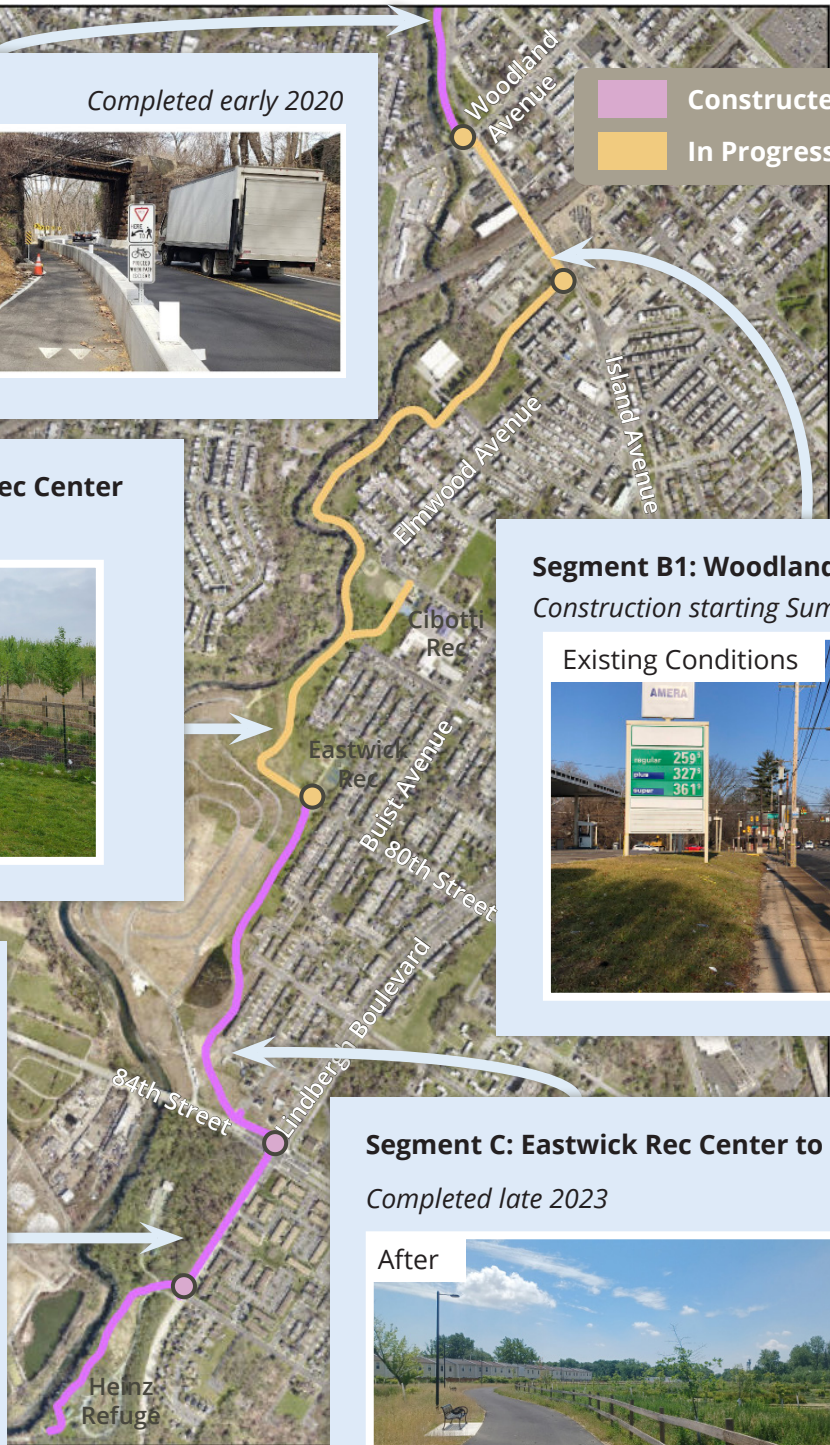 Completed early 2020
Woodland
Avenue
Constructe
In Progress
HERE
TO
Island Avenue
Elmwood Avenue
ec Center
Segment B1: Woodland
Construction starting Sum
Existing Conditions
AMERA
regular 259
plus 327
super 361
Cibotti
Rec
Eastwick
Rec
Buist Avenue
80th Street
Lindbergh Boulevard
84th Street
Segment C: Eastwick Rec Center to
Completed late 2023
After
Heinz
Refuge